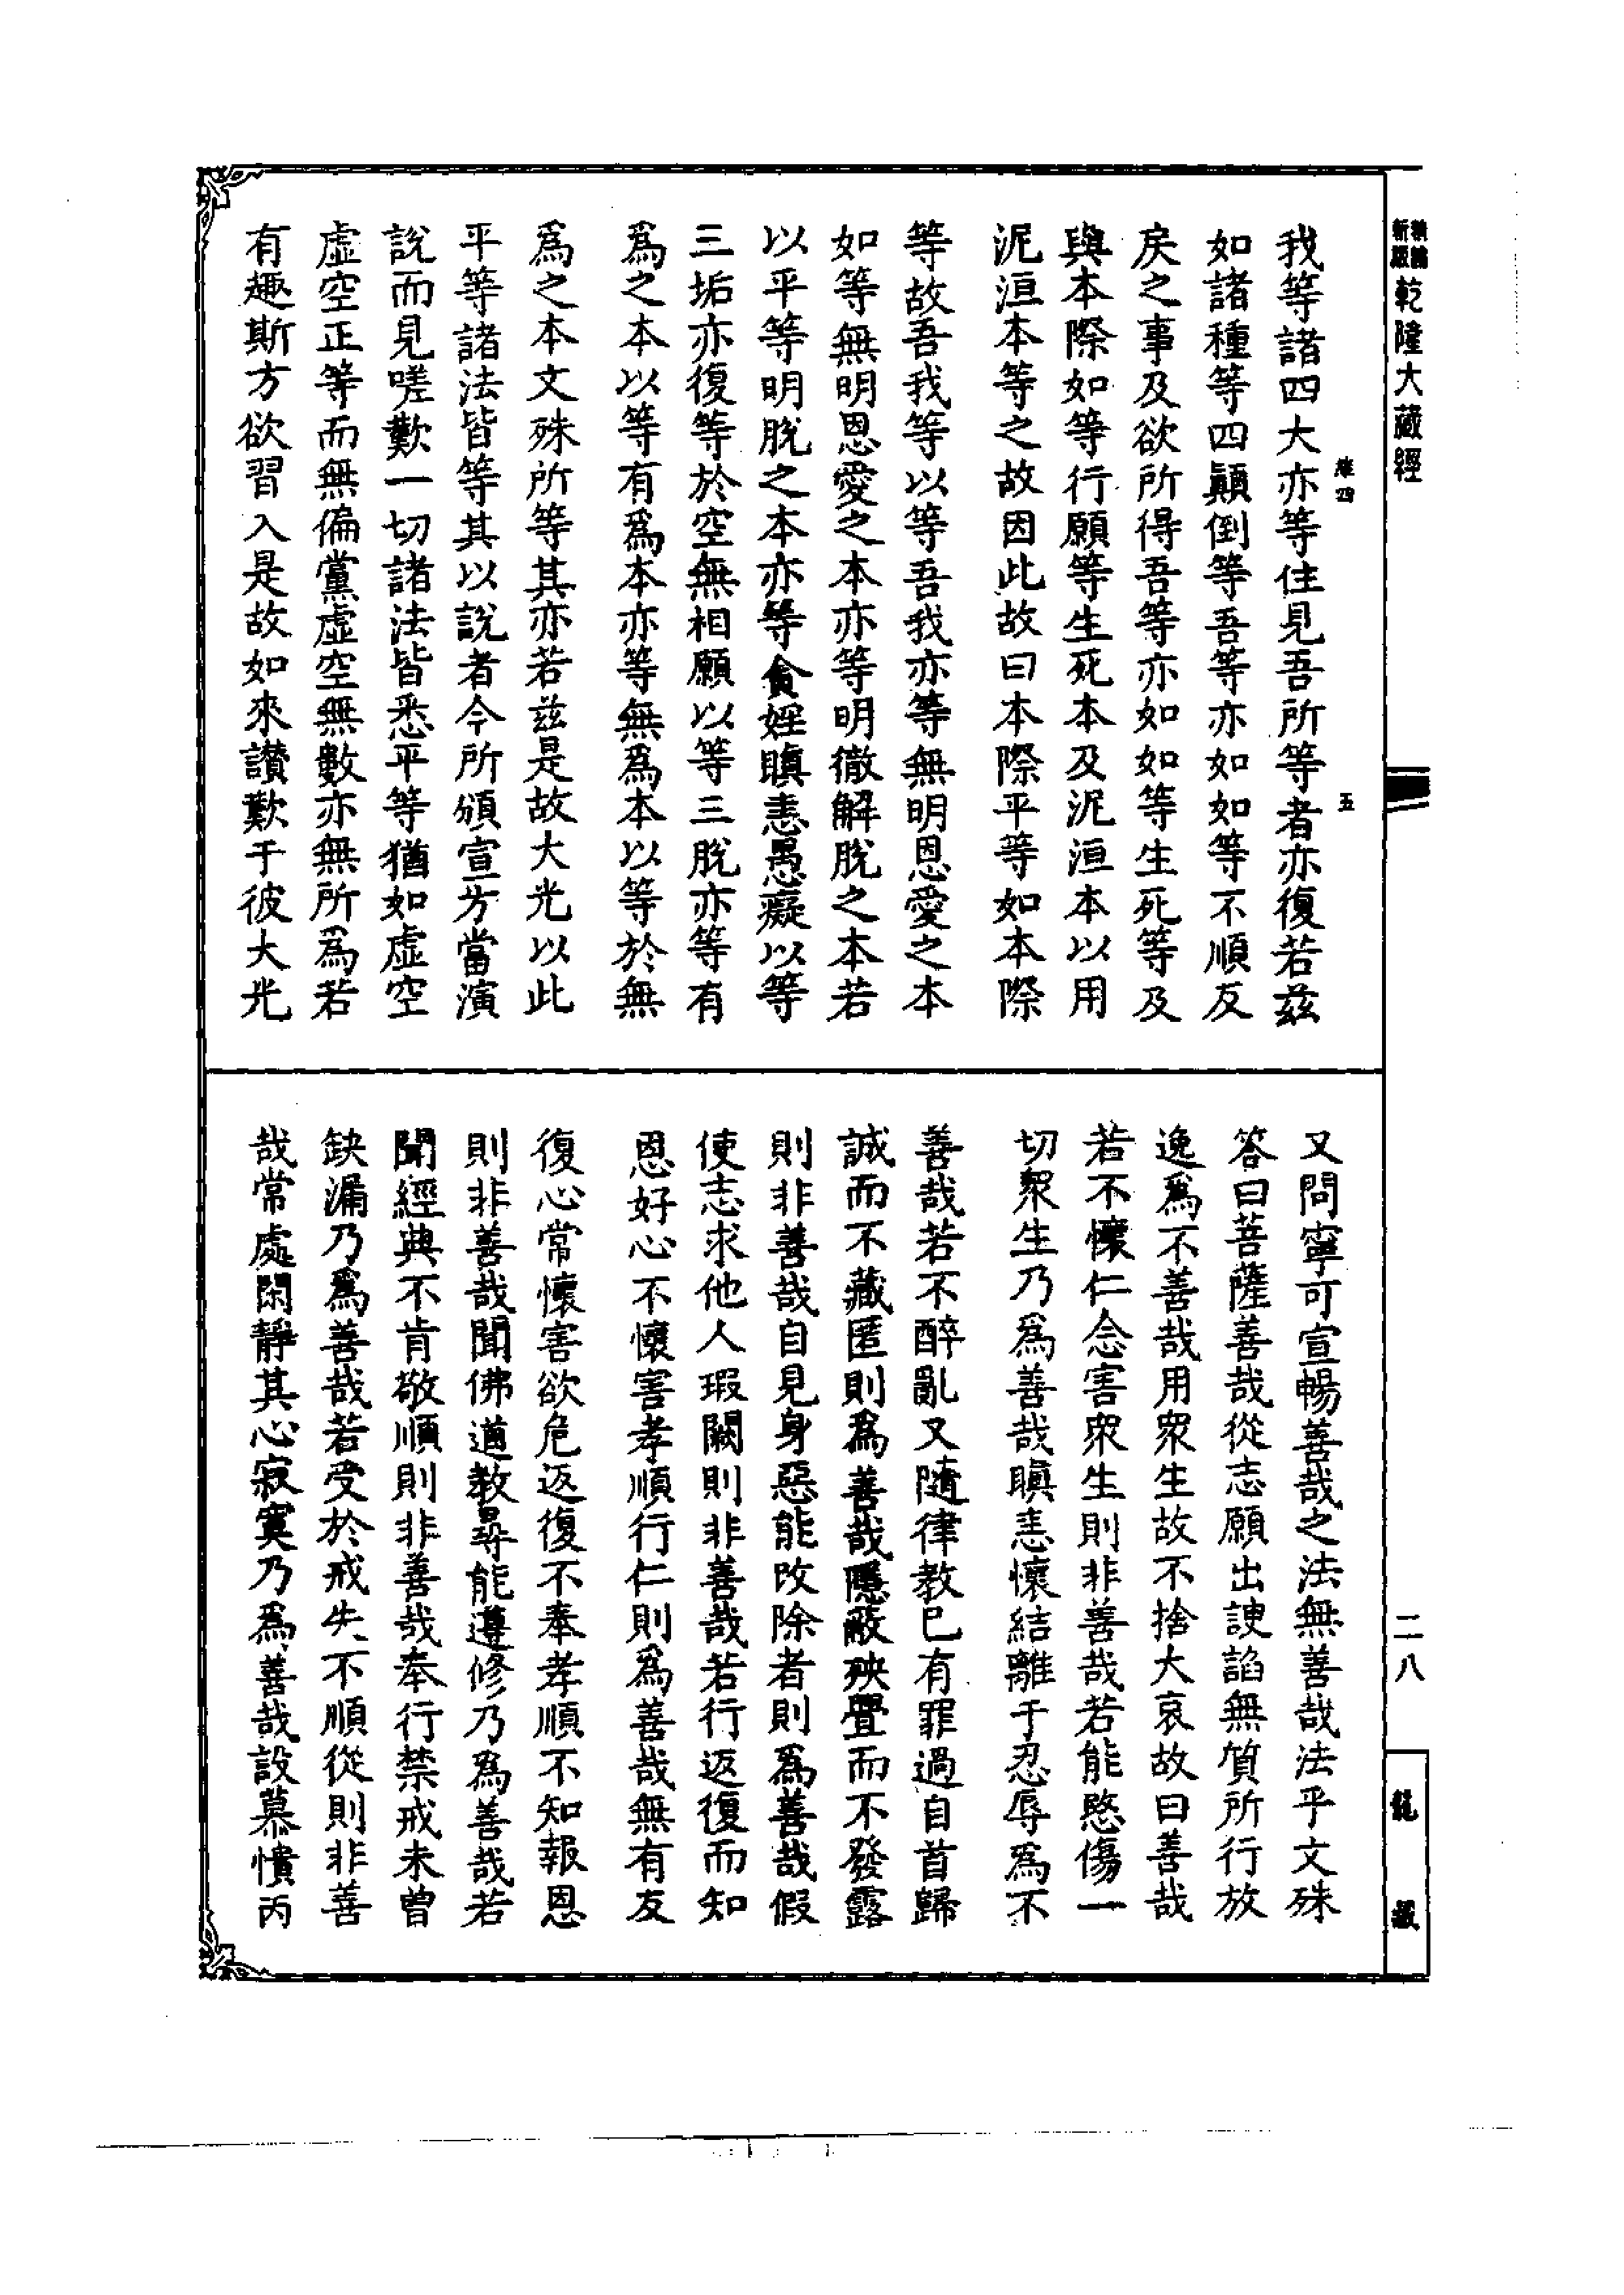 乾隆大藏經
四
五
我等諸四大亦等住見吾所等者亦復若茲
如諸種等四顛倒等吾等亦如如等不順反
戾之事及欲所得吾等亦如如等生死等及
與本際如等行願等生死本及泥洹本以用
泥洹本等之故因此故曰本際平等如本際
等故吾我等以等吾我亦等無明恩愛之本
如等無明恩愛之本亦等明徹解脫之本若
以平等明脫之本亦等貪婬瞋恚愚癡以等
三垢亦復等於空無相願以等三脫亦等有
爲之本以等有爲本亦等無爲本以等於無
爲之本文殊所等其亦若茲是故大光以此
平等諸法皆等其以說者今所頒宣方當演
說而見嗟歎一切諸法皆悉平等猶如虛空
虛空正等而無偏黨虛空無數亦無所爲若
有趣斯方欲習入是故如來讃歎于彼大光
又問寧可宣暢善哉之法無善哉法乎文殊
答曰菩薩善哉從志願出諛諂無質所行放
逸爲不善哉用衆生故不捨大哀故曰善哉
若不懷仁念害衆生則非善哉若能愍傷一
切衆生乃爲善哉瞋恚懷結離于忍辱爲不
善哉若不醉亂又隨律教已有罪過自首歸
誠而不藏匿則爲善哉隱蔽殃舋而不發露
則非善哉自見身惡能改除者則爲善哉假
使志求他人瑕闕則非善哉若行返復而知
恩好心不懷害孝順行仁則爲善哉無有友
復心常懷害欲危返復不奉孝順不知報恩
則非善哉聞佛道教尋能遵修乃爲善哉若
聞經典不肯敬順則非善哉奉行禁戒未曾
缺漏乃爲善哉若受於戒失不順從則非善
哉常處閑靜其心寂寞乃爲善哉設慕憒丙
二八
龍藏